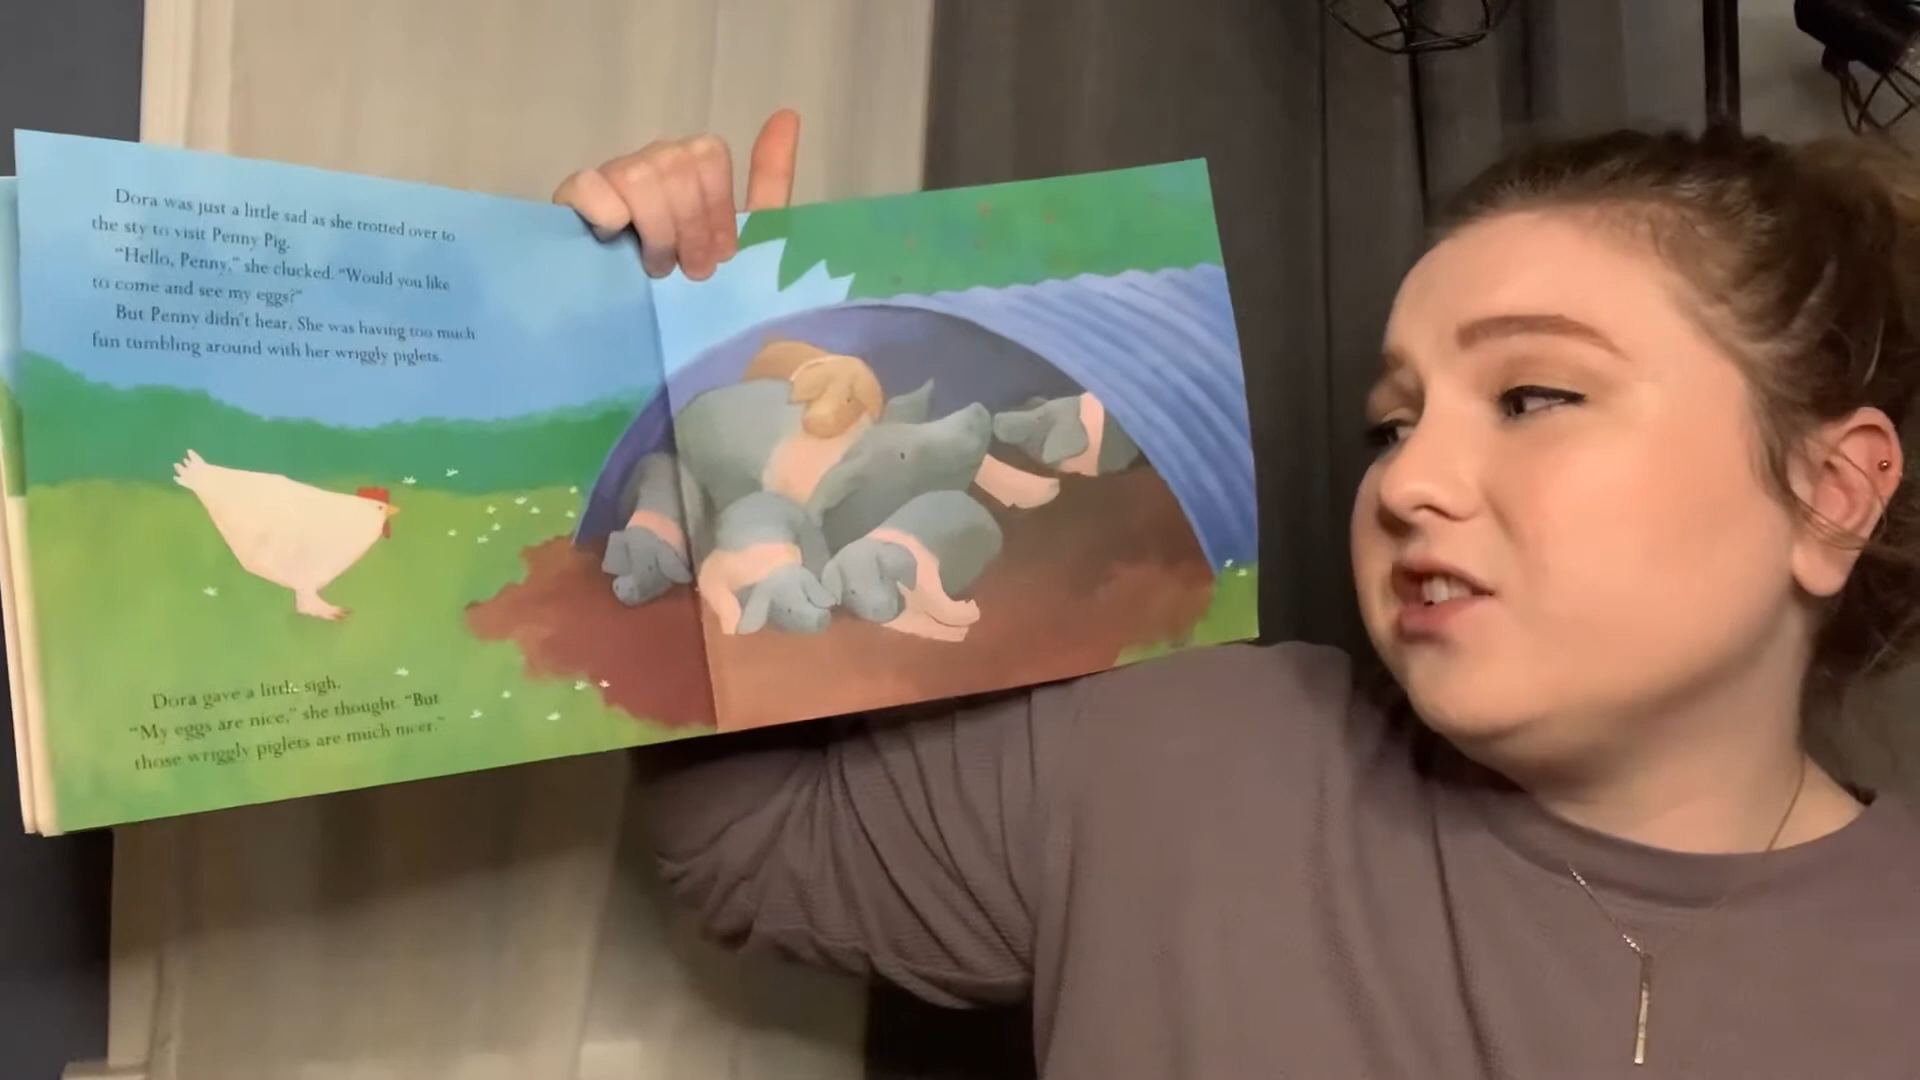 Dora was just a little sad as she trotted over to
the sty to visit Penny Pig.
“Hello, Penny,” she clucked. “Would you like
to come and see my eggs?”
But Penny didn't hear. She was having too much
fun tumbling around with her wriggly piglets.
Dora gave a little sigh.
“My eggs are nice,” she thought. “But
those wriggly piglets are much nicer.”